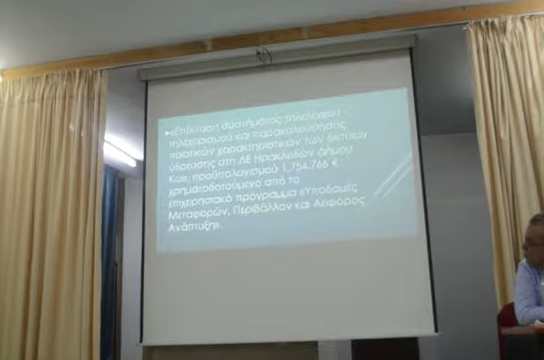 «Επέκταση συστήματος τηλελέγχου -
τηλεχειρισμού και παρακολούθησης
ποιοτικών χαρακτηριστικών των δικτύων
ύδρευσης στη ΔΕ Ηρακλειδών Δήμου
Κω», προϋπολογισμού 1.754.766 €
χρηματοδοτούμενο από το
επιχειρησιακό πρόγραμμα «Υποδομές
Μεταφορών, Περιβάλλον και Αειφόρος
Ανάπτυξη».